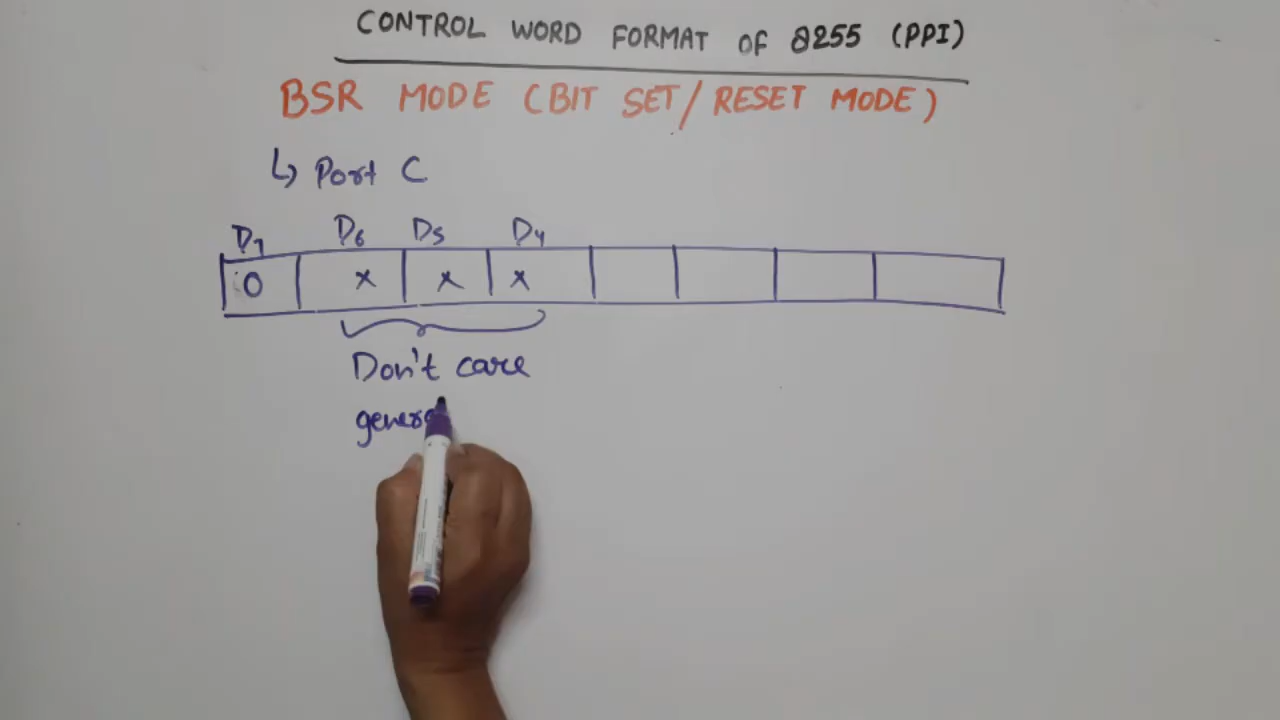 CONTROL WORD FORMAT OF 8255 (PPI)
BSR MODE (BIT SET/RESET MODE)
↳ Port C
D7 D6 D5 D4
0 x x x
Don't care